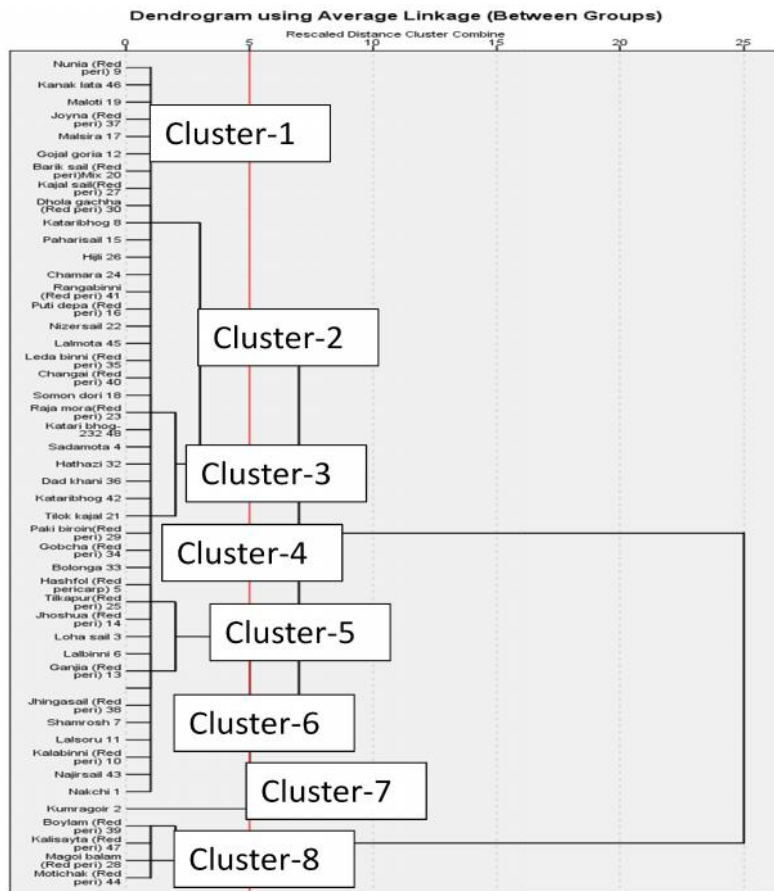 Dendrogram using Average Linkage (Between Groups)
Rescaled Distance Cluster Combine
0 5 10 15 20 25
Nunia (Red
peri) 9
Kanak lata 46
Maloti 19
Joyna (Red
peri) 37
Malsira 17
Gojal goria 12
Barik sail (Red
peri)Mix 20
Kajal sail(Red
peri) 27
Dhola gachha
(Red peri) 30
Kataribhog 8
Paharisail 15
Hijli 26
Chamara 24
Rangabinni
(Red peri) 41
Puti depa (Red
peri) 16
Nizersail 22
Lalmota 45
Leda binni (Red
peri) 35
Changai (Red
peri) 40
Somon dori 18
Raja mora(Red
peri) 23
Katari bhog-
232 48
Sadamota 4
Hathazi 32
Dad khani 36
Kataribhog 42
Tilok kajal 21
Paki biroin(Red
peri) 29
Gobcha (Red
peri) 34
Bolonga 33
Hashfol (Red
pericarp) 5
Tilkapur(Red
peri) 25
Jhoshua (Red
peri) 14
Loha sail 3
Lalbinni 6
Ganjia (Red
peri) 13
Jhingasail (Red
peri) 38
Shamrosh 7
Lalsoru 11
Kalabinni (Red
peri) 10
Najirsail 43
Nakchi 1
Kumragoir 2
Boylam (Red
peri) 39
Kalisayta (Red
peri) 47
Magoi balam
(Red peri) 28
Motichak (Red
peri) 44
Cluster-1
Cluster-2
Cluster-3
Cluster-4
Cluster-5
Cluster-6
Cluster-7
Cluster-8